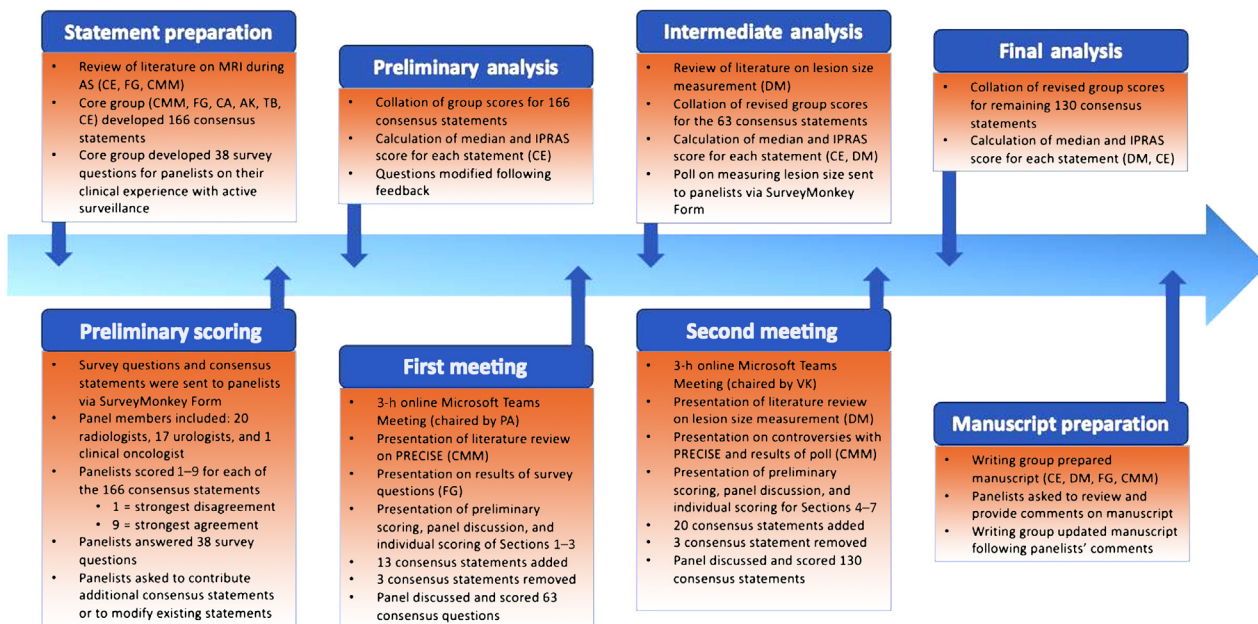 Statement preparation
• Review of literature on MRI during
AS (CE, FG, CMM)
• Core group (CMM, FG, CA, AK, TB,
CE) developed 166 consensus
statements
• Core group developed 38 survey
questions for panelists on their
clinical experience with active
surveillance
Preliminary analysis
• Collation of group scores for 166
consensus statements
• Calculation of median and IPRAS
score for each statement (CE)
• Questions modified following
feedback
Intermediate analysis
• Review of literature on lesion size
measurement (DM)
• Collation of revised group scores
for the 63 consensus statements
• Calculation of median and IPRAS
score for each statement (CE, DM)
• Poll on measuring lesion size sent
to panelists via SurveyMonkey
Form
Final analysis
• Collation of revised group scores
for remaining 130 consensus
statements
• Calculation of median and IPRAS
score for each statement (DM, CE)
Preliminary scoring
• Survey questions and consensus
statements were sent to panelists
via SurveyMonkey Form
• Panel members included: 20
radiologists, 17 urologists, and 1
clinical oncologist
• Panelists scored 1–9 for each of
the 166 consensus statements
• 1 = strongest disagreement
• 9 = strongest agreement
• Panelists answered 38 survey
questions
• Panelists asked to contribute
additional consensus statements
or to modify existing statements
First meeting
• 3-h online Microsoft Teams
Meeting (chaired by PA)
• Presentation of literature review
on PRECISE (CMM)
• Presentation on results of survey
questions (FG)
• Presentation of preliminary
scoring, panel discussion, and
individual scoring of Sections 1–3
• 13 consensus statements added
• 3 consensus statements removed
• Panel discussed and scored 63
consensus questions
Second meeting
• 3-h online Microsoft Teams
Meeting (chaired by VK)
• Presentation of literature review
on lesion size measurement (DM)
• Presentation on controversies with
PRECISE and results of poll (CMM)
• Presentation of preliminary
scoring, panel discussion, and
individual scoring for Sections 4–7
• 20 consensus statements added
• 3 consensus statement removed
• Panel discussed and scored 130
consensus statements
Manuscript preparation
• Writing group prepared
manuscript (CE, DM, FG, CMM)
• Panelists asked to review and
provide comments on manuscript
• Writing group updated manuscript
following panelists' comments